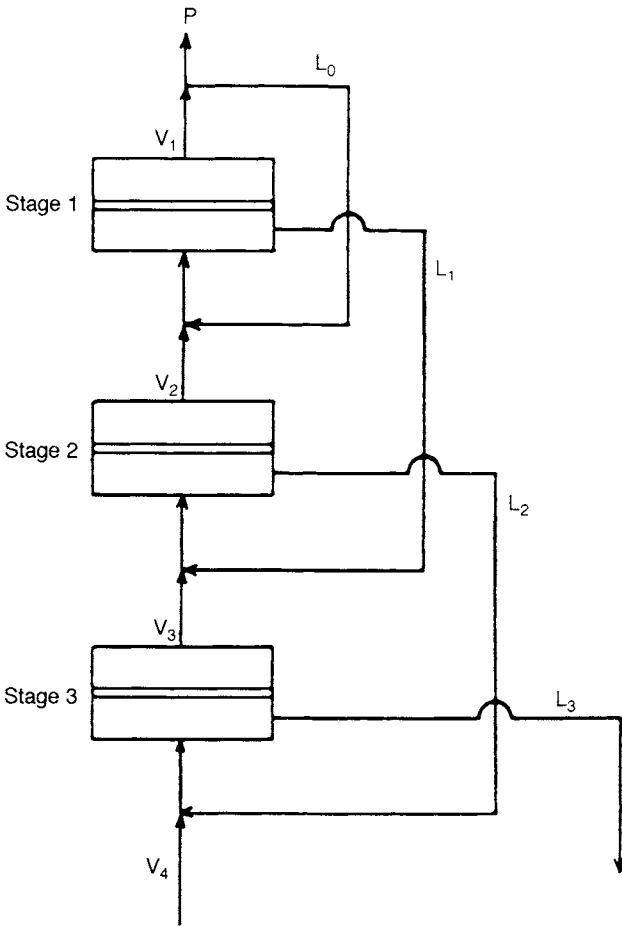 P
L₀
V₁
Stage 1
L₁
V₂
Stage 2
L₂
V₃
Stage 3
L₃
V₄